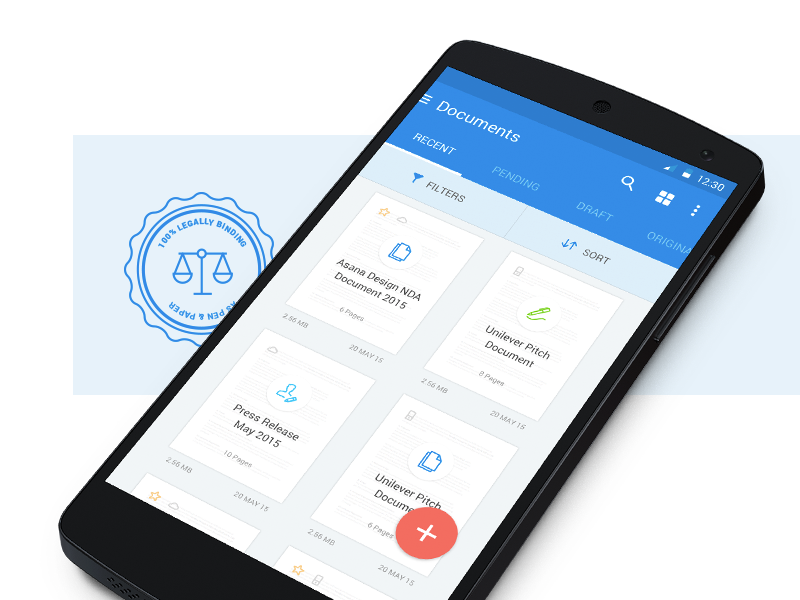 12:30
Documents
RECENT
PENDING
DRAFT
ORIGINA
FILTERS
SORT
100% LEGALLY BINDING
AS PEN & PAPER
Asana Design NDA
Document 2015
6 Pages
2.56 MB
20 MAY 15
Unilever Pitch
Document
8 Pages
2.56 MB
20 MAY 15
Press Release
May 2015
10 Pages
2.56 MB
20 MAY 15
Unilever Pitch
Docume
6 Pages
2.56 MB
20 MAY 15